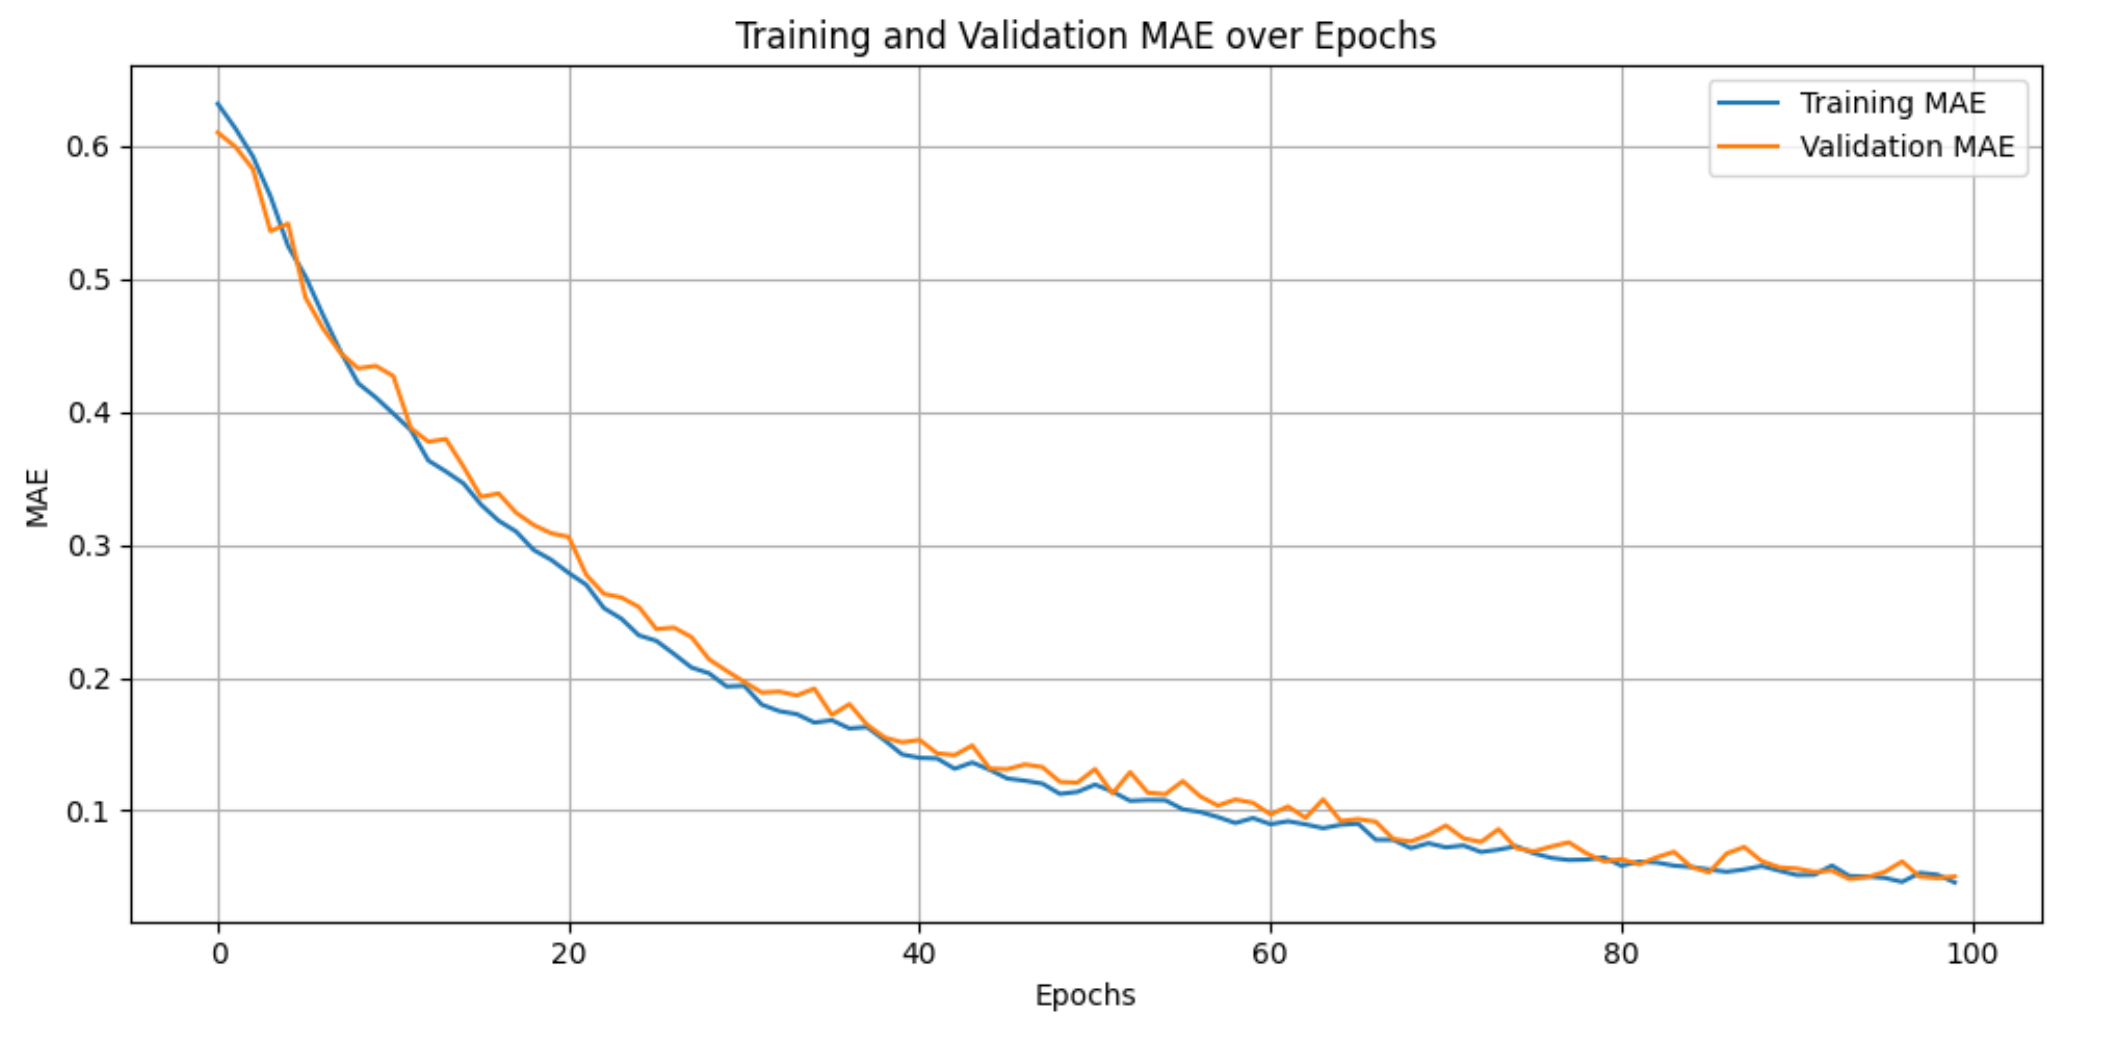 Training and Validation MAE over Epochs
Training MAE
Validation MAE
0.6
0.5
0.4
0.3
0.2
0.1
MAE
0 20 40 60 80 100
Epochs